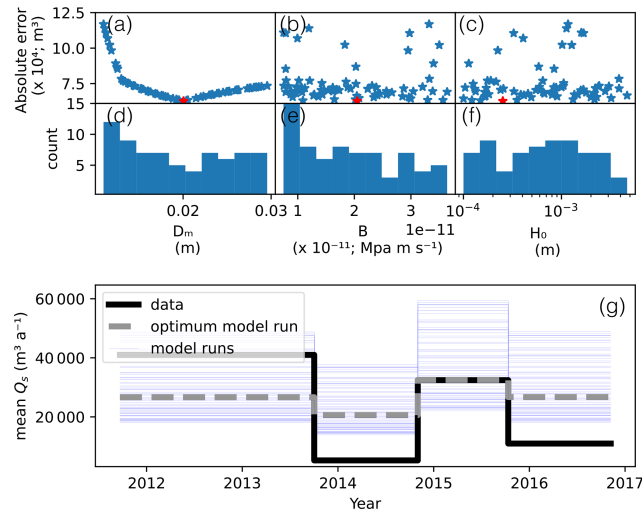 (a)
(b)
(c)
Absolute error
(x 10⁴; m³)
12.5
10.0
7.5
(d)
(e)
(f)
count
15
10
5
0.02
0.03
Dₘ
(m)
1
2
3
1e−11
B
(x 10⁻¹¹; Mpa m s⁻¹)
10⁻⁴
10⁻³
H₀
(m)
(g)
data
optimum model run
model runs
mean Qₛ (m³ a⁻¹)
60 000
40 000
20 000
2012
2013
2014
2015
2016
2017
Year